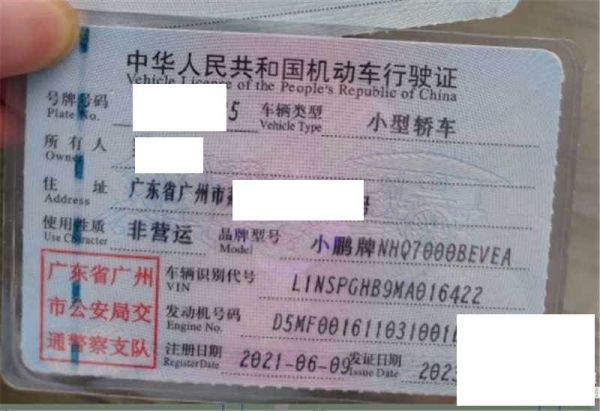 中华人民共和国机动车行驶证
Vehicle License of the People's Republic of China
号牌号码 5 车辆类型 小型轿车
Plate No. Vehicle Type
所有人
Owner
住址 广东省广州市
Address
使用性质 非营运 品牌型号 小鹏牌NHQ7000BEVEA
Use Character Model
广东省广州
市公安局交
通警察支队
车辆识别代号 L1NSPGHB9MA016422
VIN
发动机号码 D5MF00161103100
Engine No.
注册日期 2021-06-09 发证日期 202
Register Date Issue Date